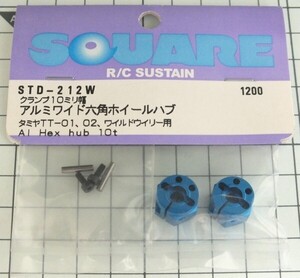 SQUARE
R/C SUSTAIN
STD-212W
1200
クランプ10ミリ幅
アルミワイド六角ホイールハブ
タミヤTT-01、02、ワイルドウイリー用
Al Hex hub 10t